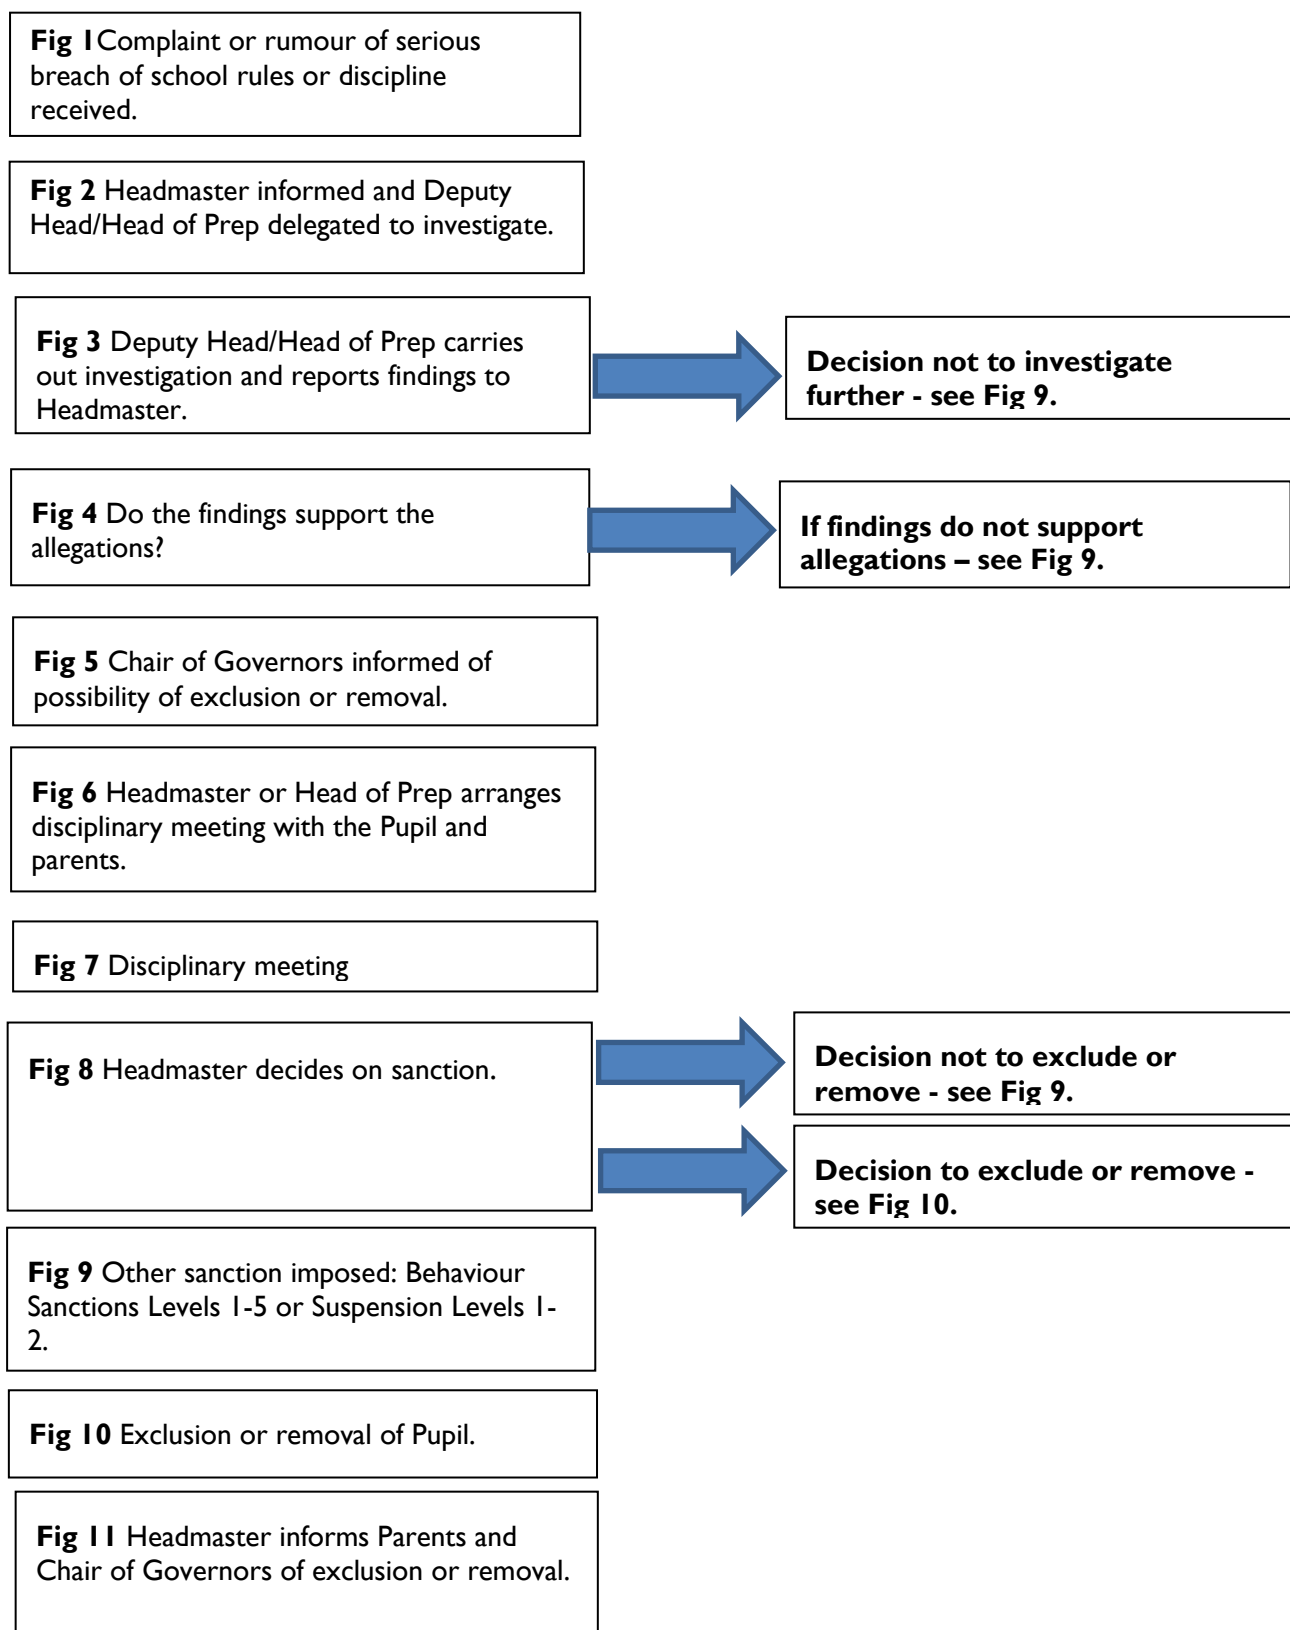 Fig 1Complaint or rumour of serious
breach of school rules or discipline
received.
Fig 2 Headmaster informed and Deputy
Head/Head of Prep delegated to investigate.
Fig 3 Deputy Head/Head of Prep carries
out investigation and reports findings to
Headmaster.
Decision not to investigate
further - see Fig 9.
Fig 4 Do the findings support the
allegations?
If findings do not support
allegations – see Fig 9.
Fig 5 Chair of Governors informed of
possibility of exclusion or removal.
Fig 6 Headmaster or Head of Prep arranges
disciplinary meeting with the Pupil and
parents.
Fig 7 Disciplinary meeting
Fig 8 Headmaster decides on sanction.
Decision not to exclude or
remove - see Fig 9.
Decision to exclude or remove -
see Fig 10.
Fig 9 Other sanction imposed: Behaviour
Sanctions Levels 1-5 or Suspension Levels 1-
2.
Fig 10 Exclusion or removal of Pupil.
Fig 11 Headmaster informs Parents and
Chair of Governors of exclusion or removal.